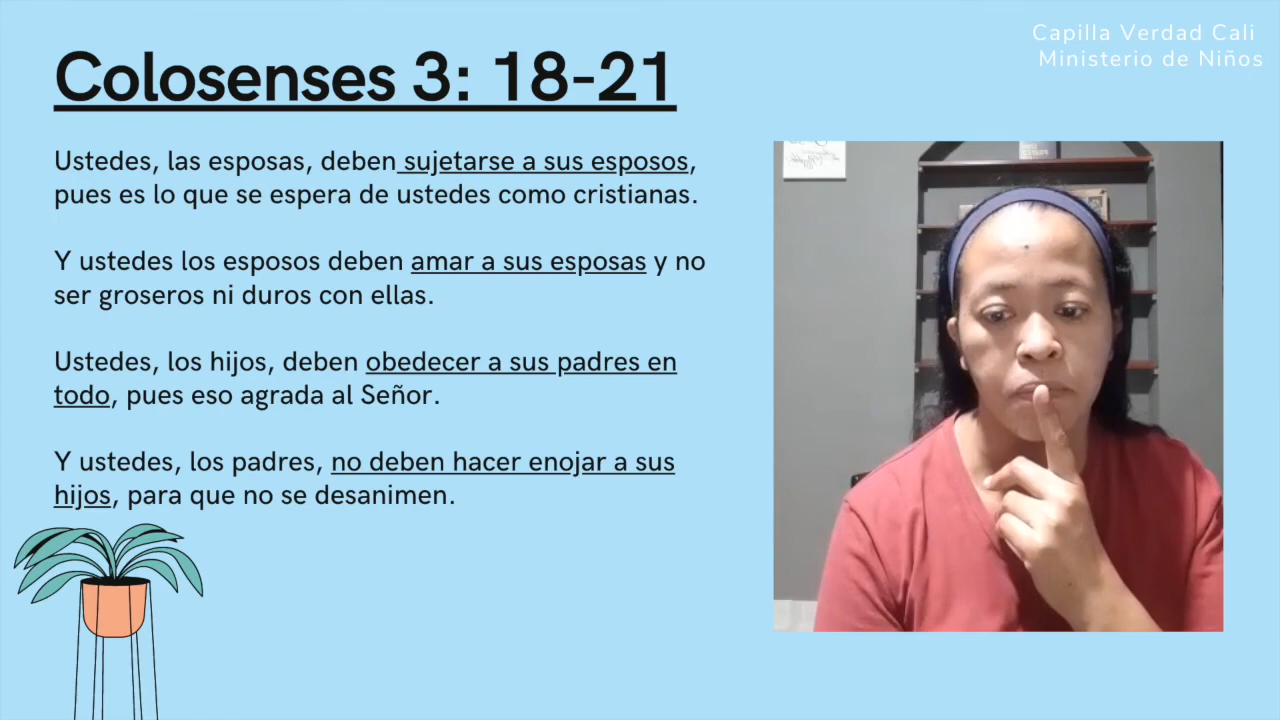 Capilla Verdad Cali
Ministerio de Niños
Colosenses 3: 18-21
Ustedes, las esposas, deben sujetarse a sus esposos,
pues es lo que se espera de ustedes como cristianas.
Y ustedes los esposos deben amar a sus esposas y no
ser groseros ni duros con ellas.
Ustedes, los hijos, deben obedecer a sus padres en
todo, pues eso agrada al Señor.
Y ustedes, los padres, no deben hacer enojar a sus
hijos, para que no se desanimen.